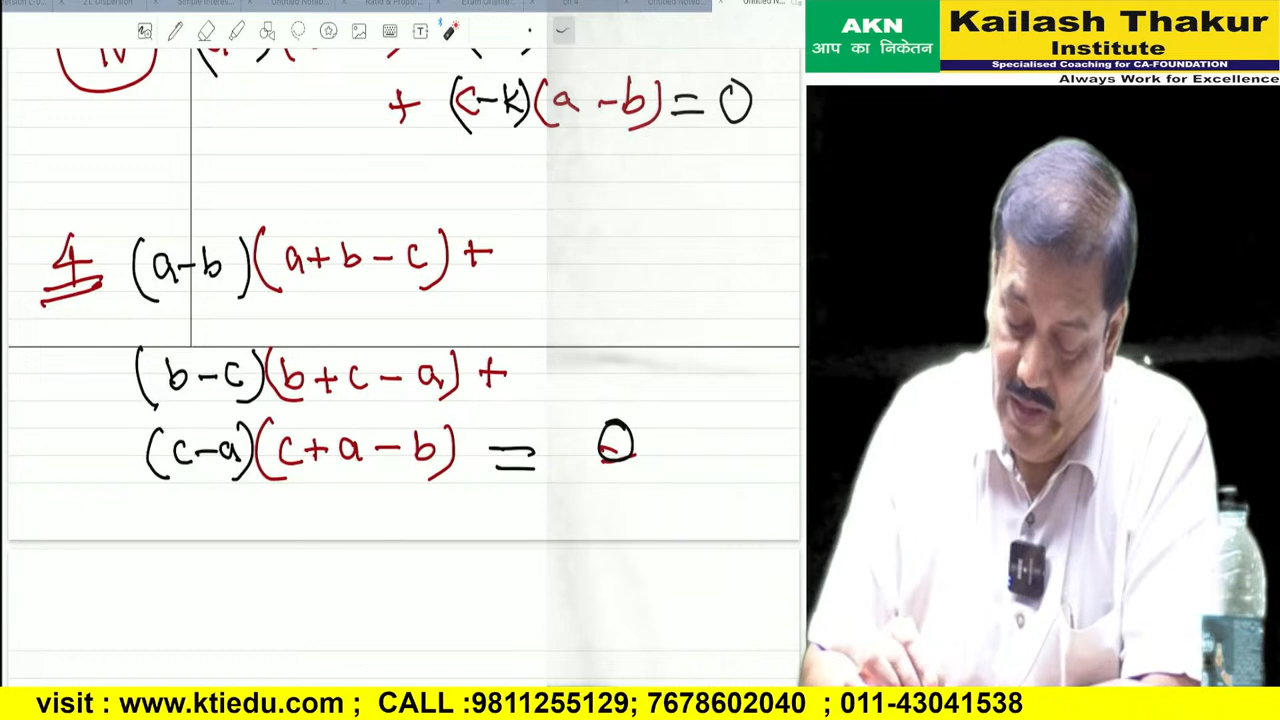 AKN
आप का निकेतन
Kailash Thakur
Institute
Specialised Coaching for CA-FOUNDATION
Always Work for Excellence
IV
+ (c-k)(a-b)=0
4 (a-b)(a+b-c)+
(b-c)(b+c-a)+
(c-a)(c+a-b) = 0
visit : www.ktiedu.com ; CALL :9811255129; 7678602040 ; 011-43041538